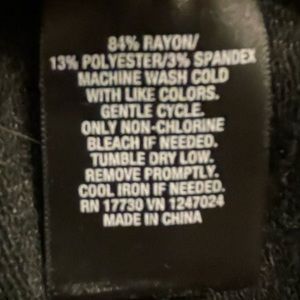 84% RAYON/
13% POLYESTER/3% SPANDEX
MACHINE WASH COLD
WITH LIKE COLORS.
GENTLE CYCLE.
ONLY NON-CHLORINE
BLEACH IF NEEDED.
TUMBLE DRY LOW.
REMOVE PROMPTLY.
COOL IRON IF NEEDED.
RN 17730 VN 1247024
MADE IN CHINA